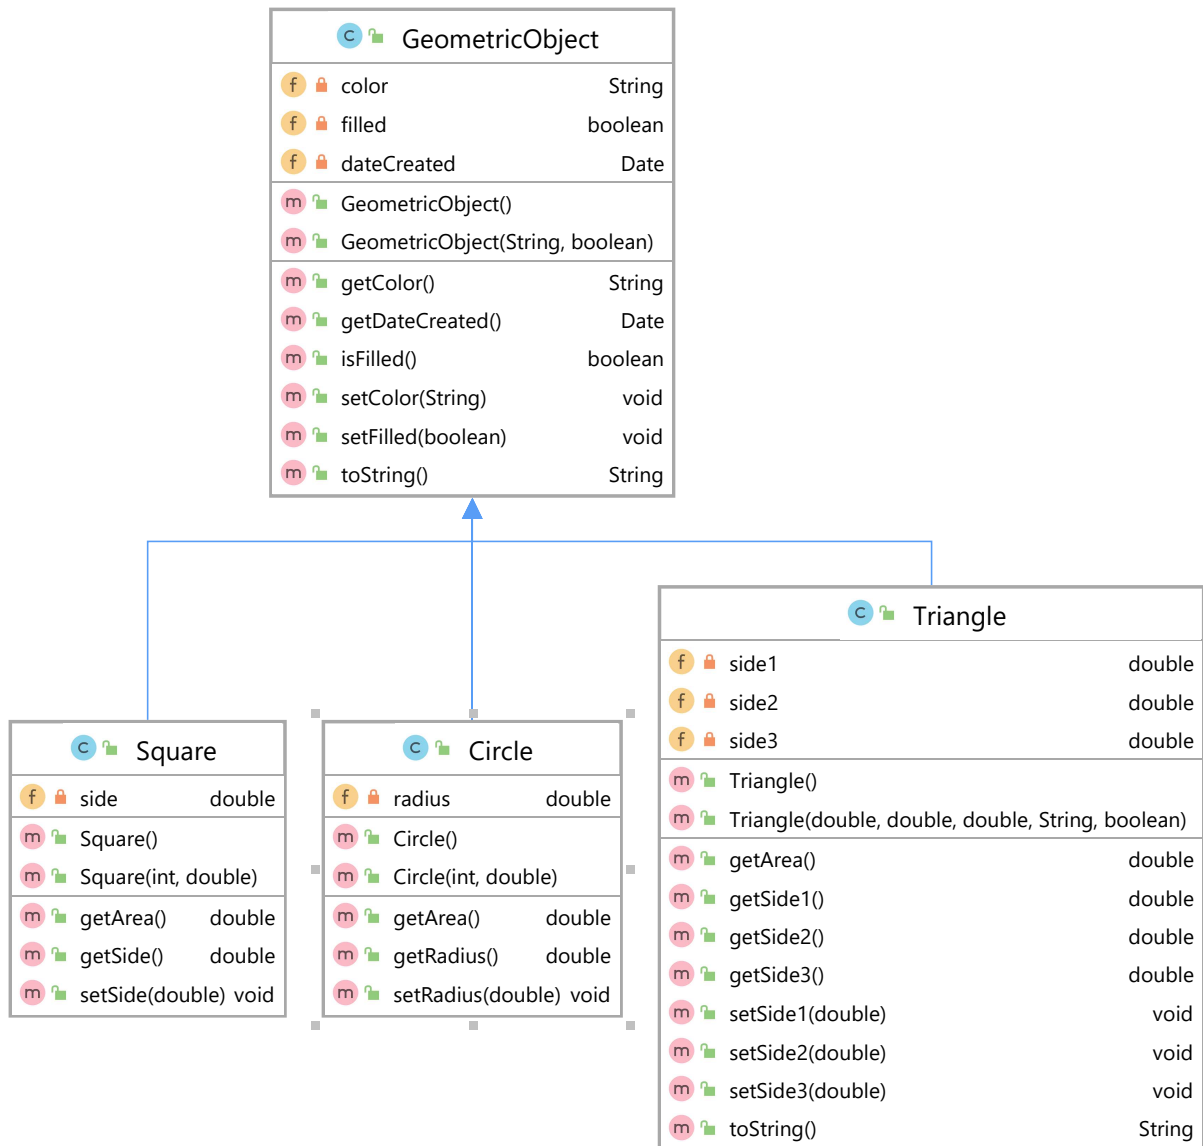 GeometricObject
color String
filled boolean
dateCreated Date
GeometricObject()
GeometricObject(String, boolean)
getColor() String
getDateCreated() Date
isFilled() boolean
setColor(String) void
setFilled(boolean) void
toString() String
Square
side double
Square()
Square(int, double)
getArea() double
getSide() double
setSide(double) void
Circle
radius double
Circle()
Circle(int, double)
getArea() double
getRadius() double
setRadius(double) void
Triangle
side1 double
side2 double
side3 double
Triangle()
Triangle(double, double, double, String, boolean)
getArea() double
getSide1() double
getSide2() double
getSide3() double
setSide1(double) void
setSide2(double) void
setSide3(double) void
toString() String